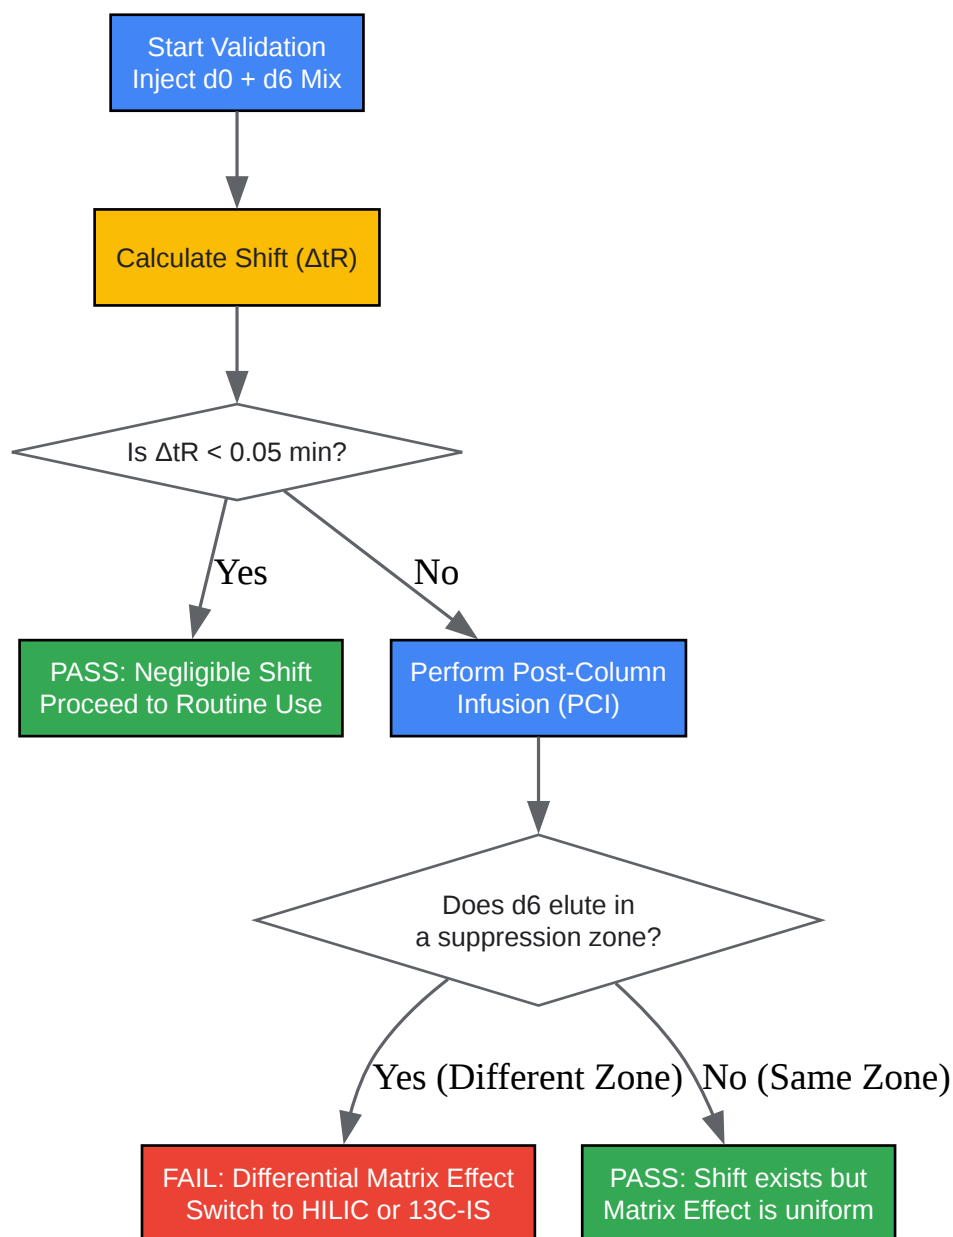 Start Validation
Inject d0 + d6 Mix
Calculate Shift (ΔtR)
Is ΔtR < 0.05 min?
Yes
No
PASS: Negligible Shift
Proceed to Routine Use
Perform Post-Column
Infusion (PCI)
Does d6 elute in
a suppression zone?
Yes (Different Zone)
No (Same Zone)
FAIL: Differential Matrix Effect
Switch to HILIC or 13C-IS
PASS: Shift exists but
Matrix Effect is uniform